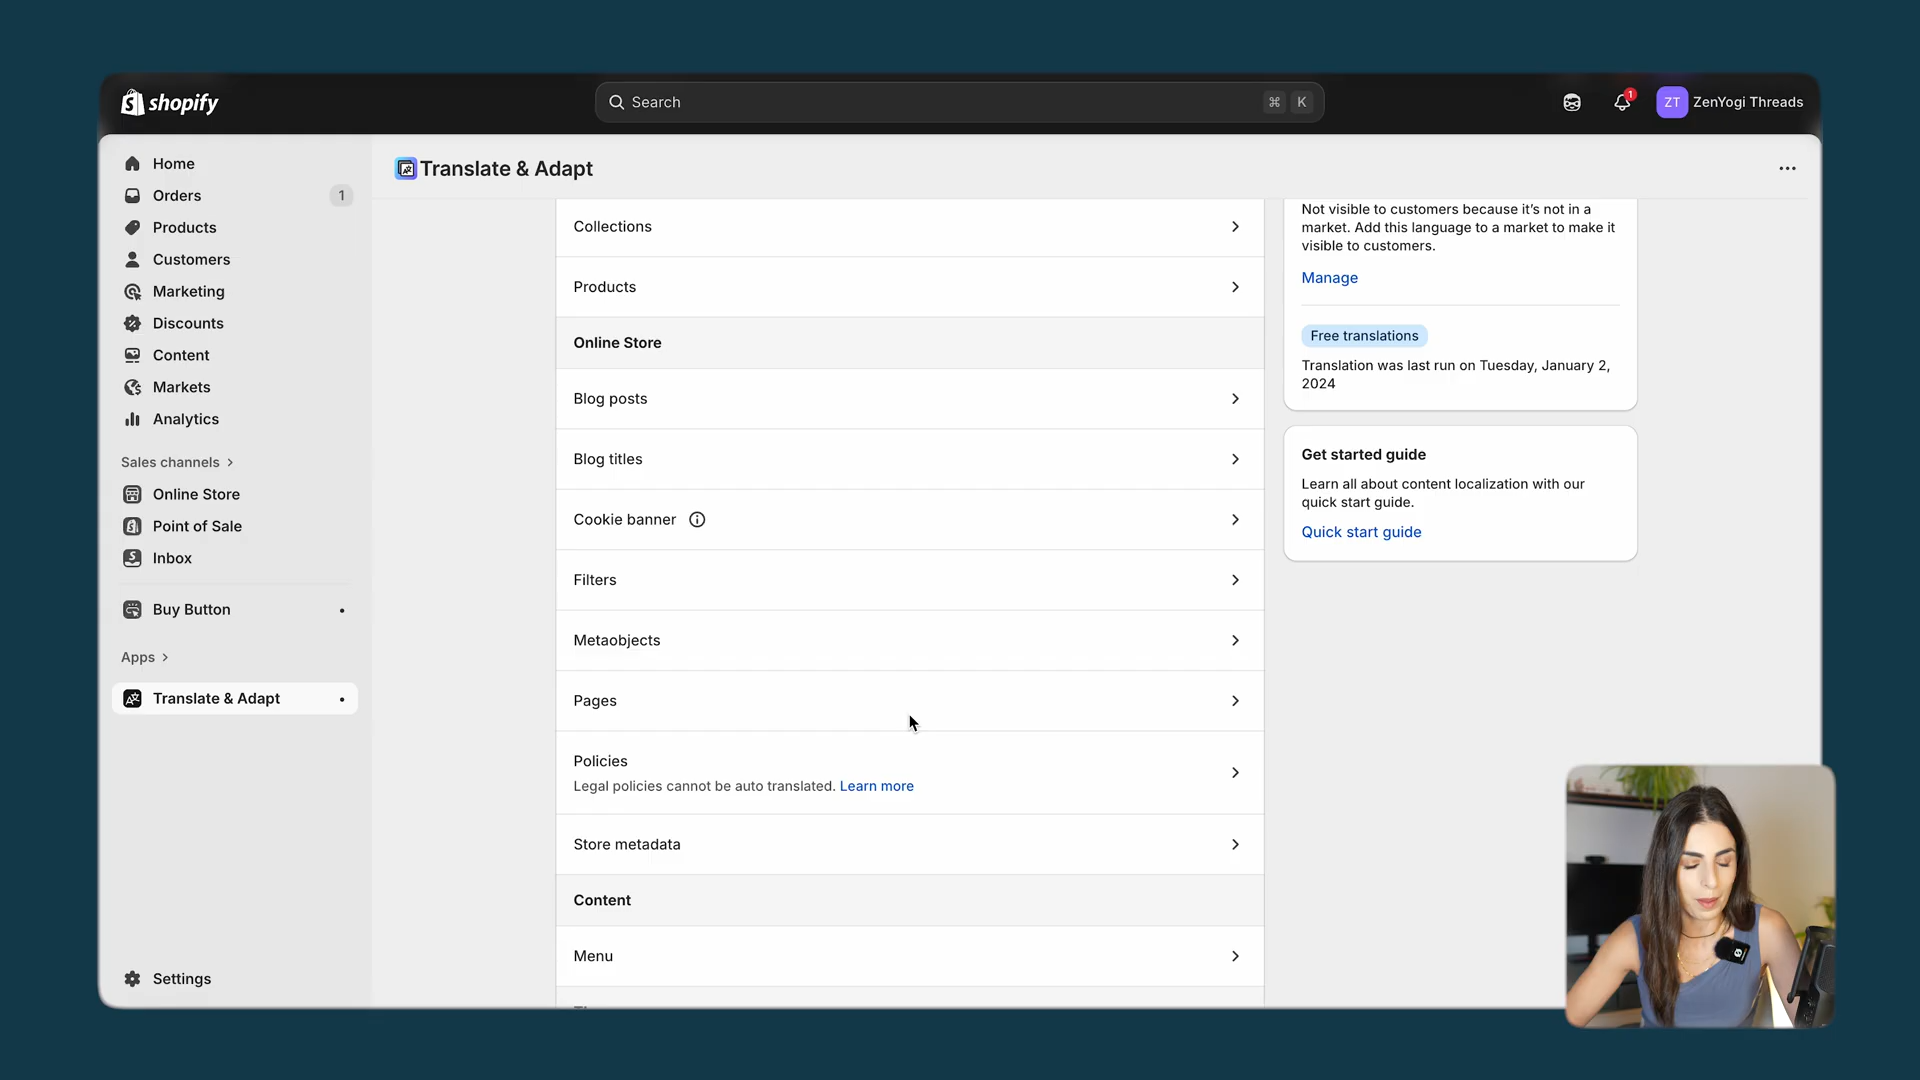 shopify
Search
⌘ K
1
ZT
ZenYogi Threads
Home
Orders
1
Products
Customers
Marketing
Discounts
Content
Markets
Analytics
Sales channels
Online Store
Point of Sale
Inbox
Buy Button
Apps
Translate & Adapt
Settings
Translate & Adapt
Collections
Products
Online Store
Blog posts
Blog titles
Cookie banner
Filters
Metaobjects
Pages
Policies
Legal policies cannot be auto translated. Learn more
Store metadata
Content
Menu
Not visible to customers because it’s not in a
market. Add this language to a market to make it
visible to customers.
Manage
Free translations
Translation was last run on Tuesday, January 2,
2024
Get started guide
Learn all about content localization with our
quick start guide.
Quick start guide